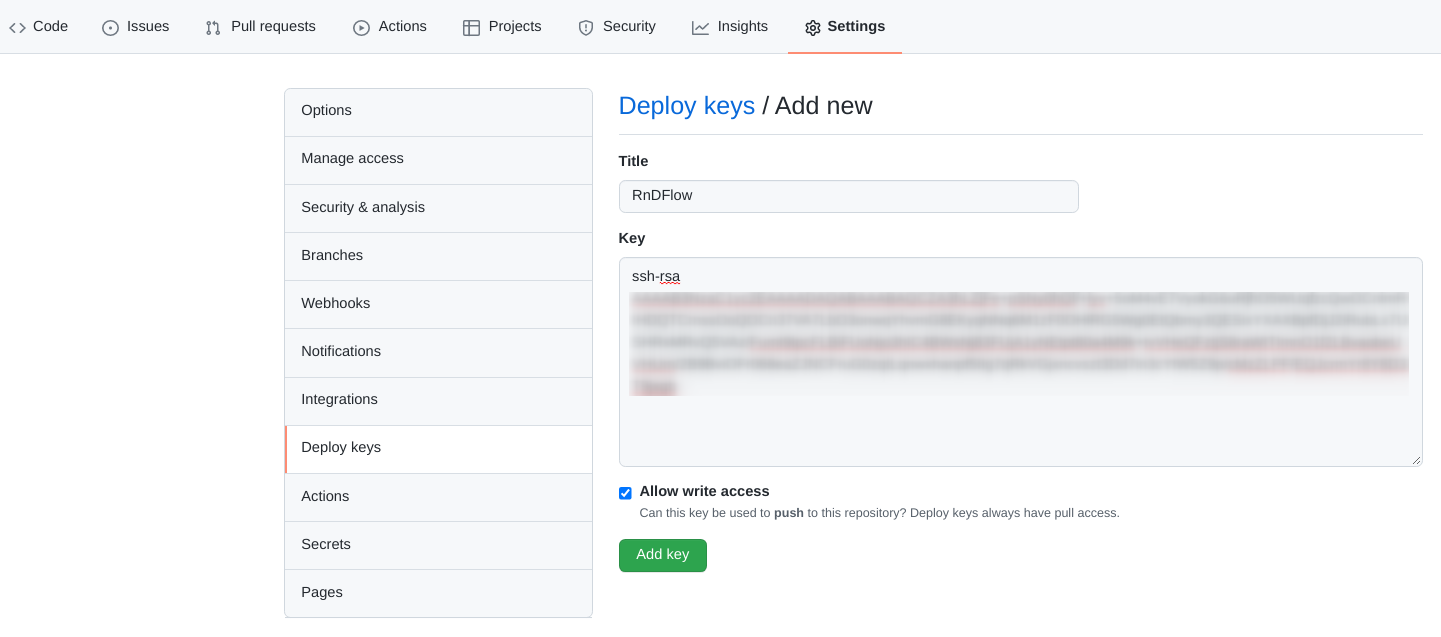 Code Issues Pull requests Actions Projects Security Insights Settings
Options
Manage access
Security & analysis
Branches
Webhooks
Notifications
Integrations
Deploy keys
Actions
Secrets
Pages
Deploy keys / Add new
Title
RnDFlow
Key
ssh-rsa
Allow write access
Can this key be used to push to this repository? Deploy keys always have pull access.
Add key